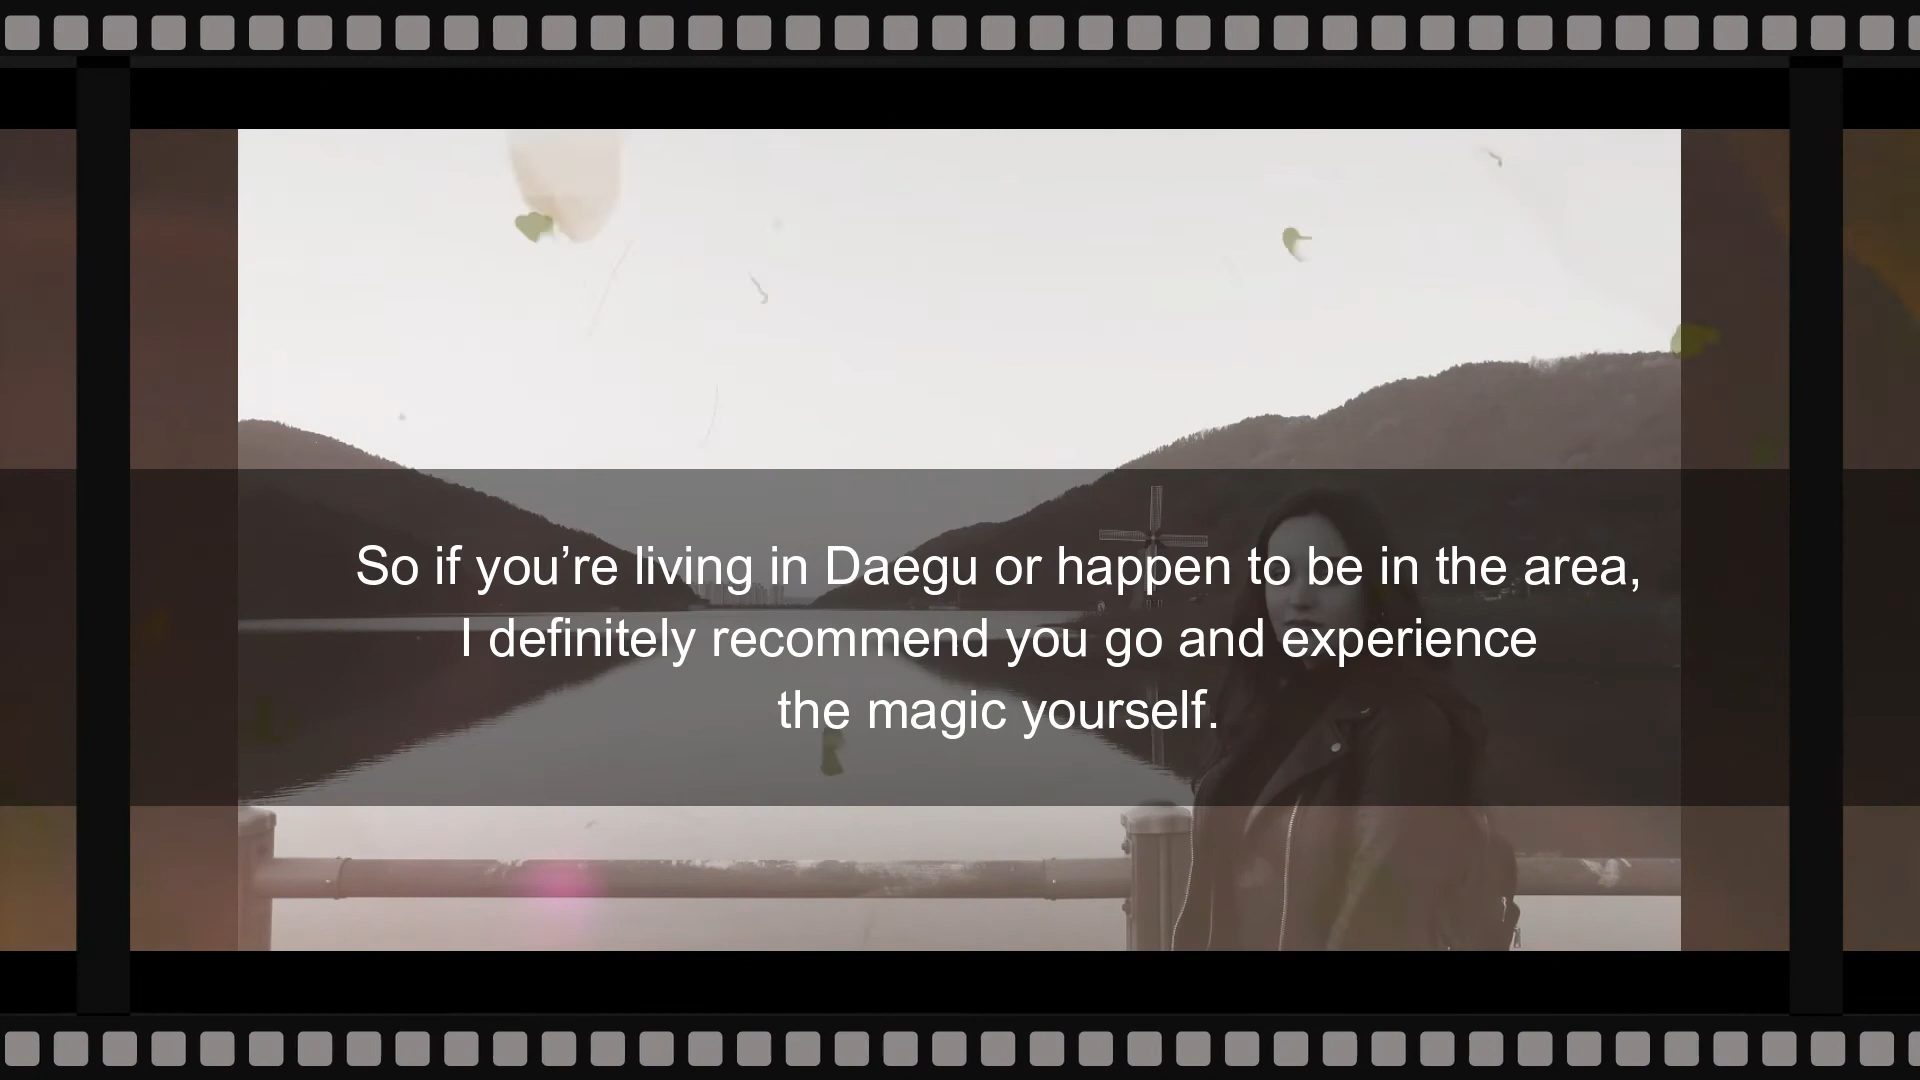 So if you’re living in Daegu or happen to be in the area,
I definitely recommend you go and experience
the magic yourself.